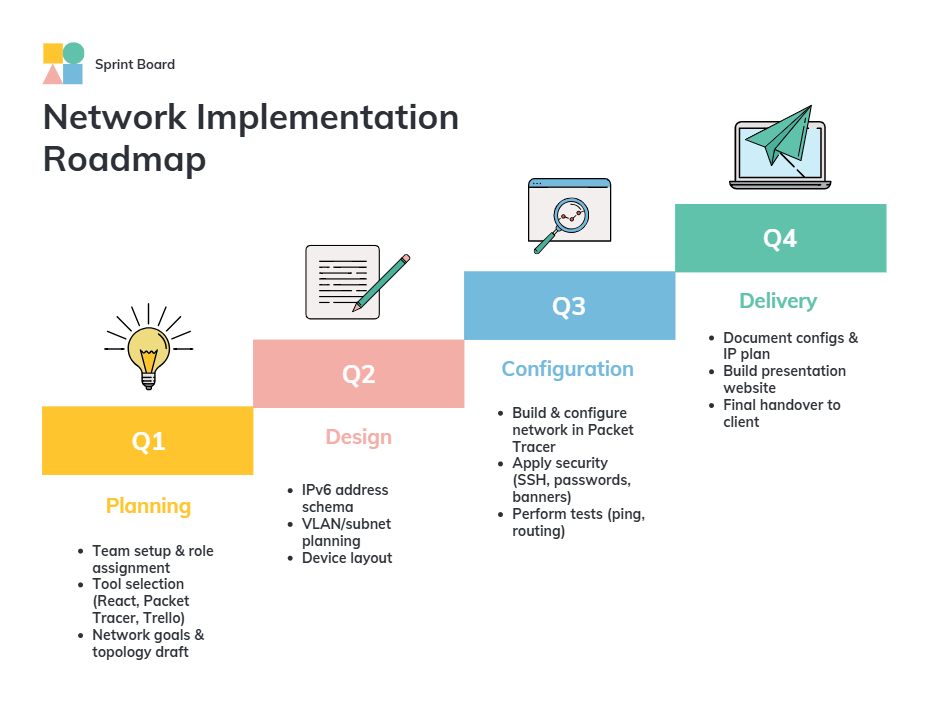 Sprint Board
Network Implementation
Roadmap
Q1
Planning
• Team setup & role
assignment
• Tool selection
(React, Packet
Tracer, Trello)
• Network goals &
topology draft
Q2
Design
• IPv6 address
schema
• VLAN/subnet
planning
• Device layout
Q3
Configuration
• Build & configure
network in Packet
Tracer
• Apply security
(SSH, passwords,
banners)
• Perform tests (ping,
routing)
Q4
Delivery
• Document configs &
IP plan
• Build presentation
website
• Final handover to
client